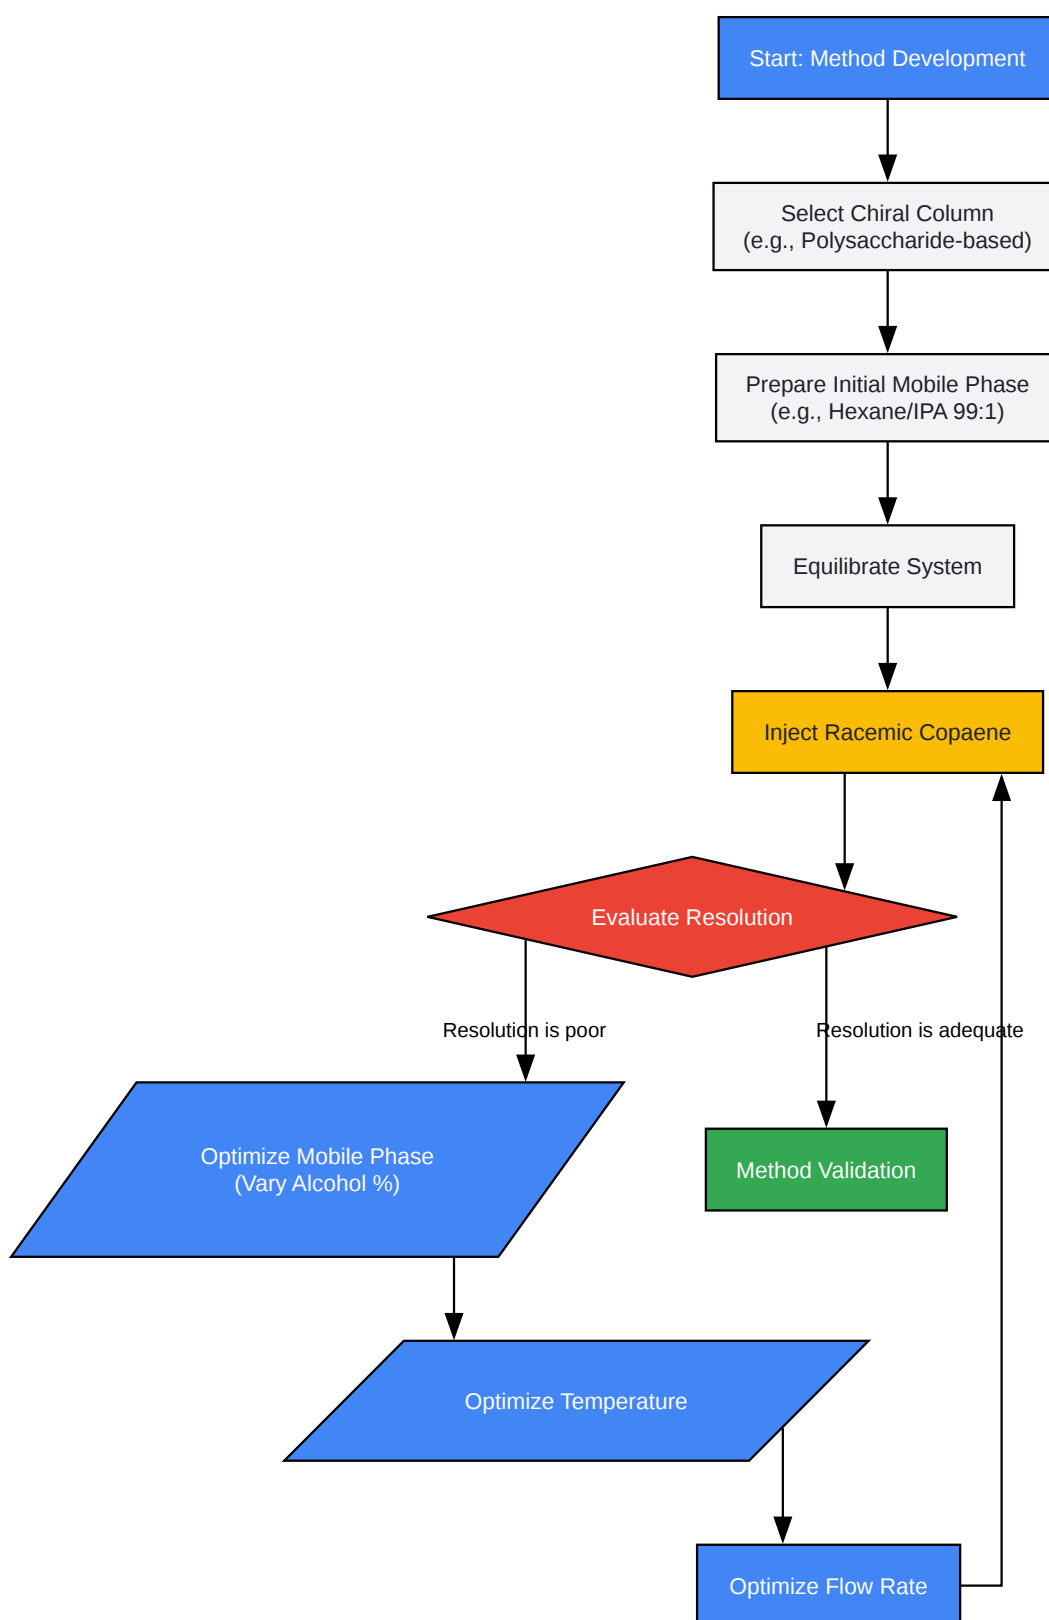 Start: Method Development
Select Chiral Column
(e.g., Polysaccharide-based)
Prepare Initial Mobile Phase
(e.g., Hexane/IPA 99:1)
Equilibrate System
Inject Racemic Copaene
Evaluate Resolution
Resolution is poor
Resolution is adequate
Optimize Mobile Phase
(Vary Alcohol %)
Method Validation
Optimize Temperature
Optimize Flow Rate